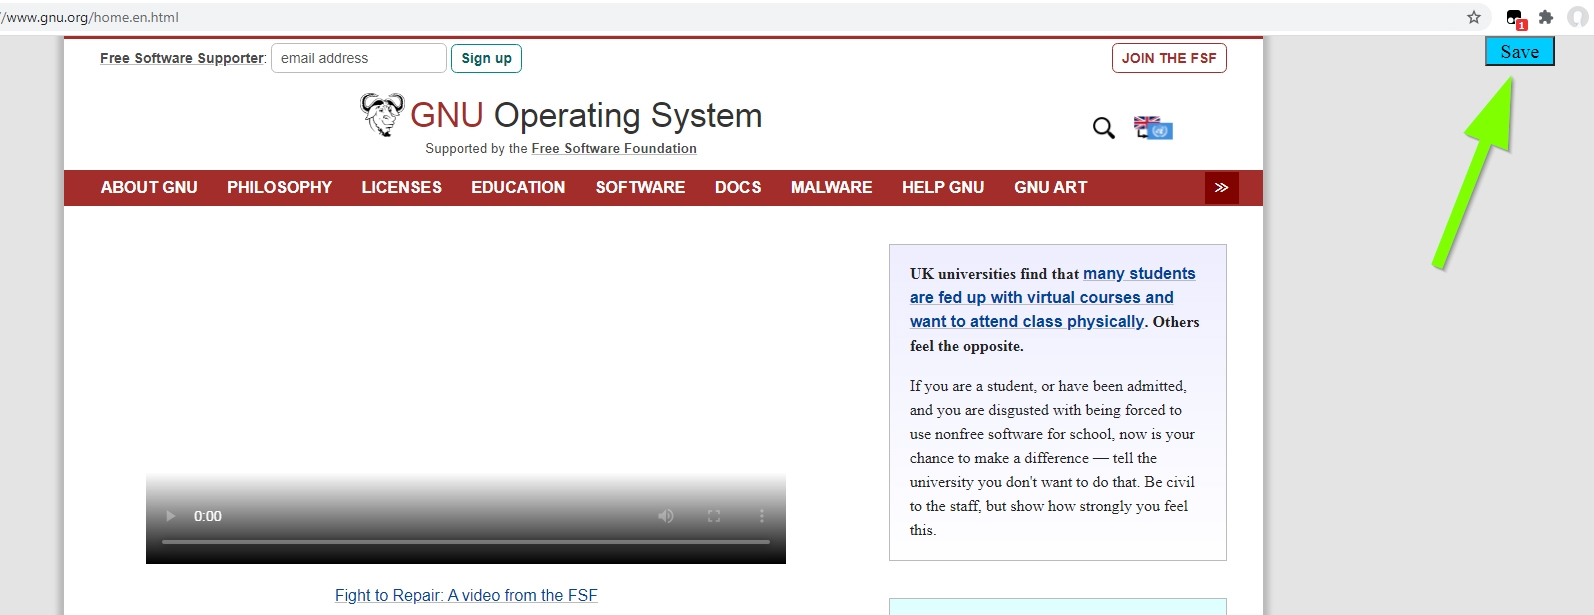 /www.gnu.org/home.en.html
1
Save
Free Software Supporter: email address Sign up
JOIN THE FSF
GNU Operating System
Supported by the Free Software Foundation
ABOUT GNU PHILOSOPHY LICENSES EDUCATION SOFTWARE DOCS MALWARE HELP GNU GNU ART ≫
0:00
Fight to Repair: A video from the FSF
UK universities find that many students
are fed up with virtual courses and
want to attend class physically. Others
feel the opposite.
If you are a student, or have been admitted,
and you are disgusted with being forced to
use nonfree software for school, now is your
chance to make a difference — tell the
university you don't want to do that. Be civil
to the staff, but show how strongly you feel
this.